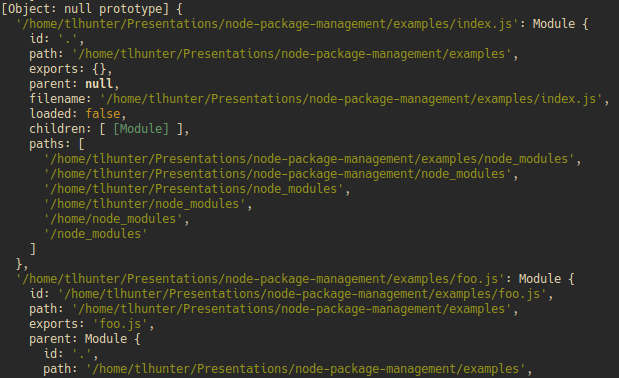 [Object: null prototype] {
  '/home/tlhunter/Presentations/node-package-management/examples/index.js': Module {
    id: '.',
    path: '/home/tlhunter/Presentations/node-package-management/examples',
    exports: {},
    parent: null,
    filename: '/home/tlhunter/Presentations/node-package-management/examples/index.js',
    loaded: false,
    children: [ [Module] ],
    paths: [
      '/home/tlhunter/Presentations/node-package-management/examples/node_modules',
      '/home/tlhunter/Presentations/node-package-management/node_modules',
      '/home/tlhunter/Presentations/node_modules',
      '/home/tlhunter/node_modules',
      '/home/node_modules',
      '/node_modules'
    ]
  },
  '/home/tlhunter/Presentations/node-package-management/examples/foo.js': Module {
    id: '/home/tlhunter/Presentations/node-package-management/examples/foo.js',
    path: '/home/tlhunter/Presentations/node-package-management/examples',
    exports: 'foo.js',
    parent: Module {
      id: '.',
      path: '/home/tlhunter/Presentations/node-package-management/examples',